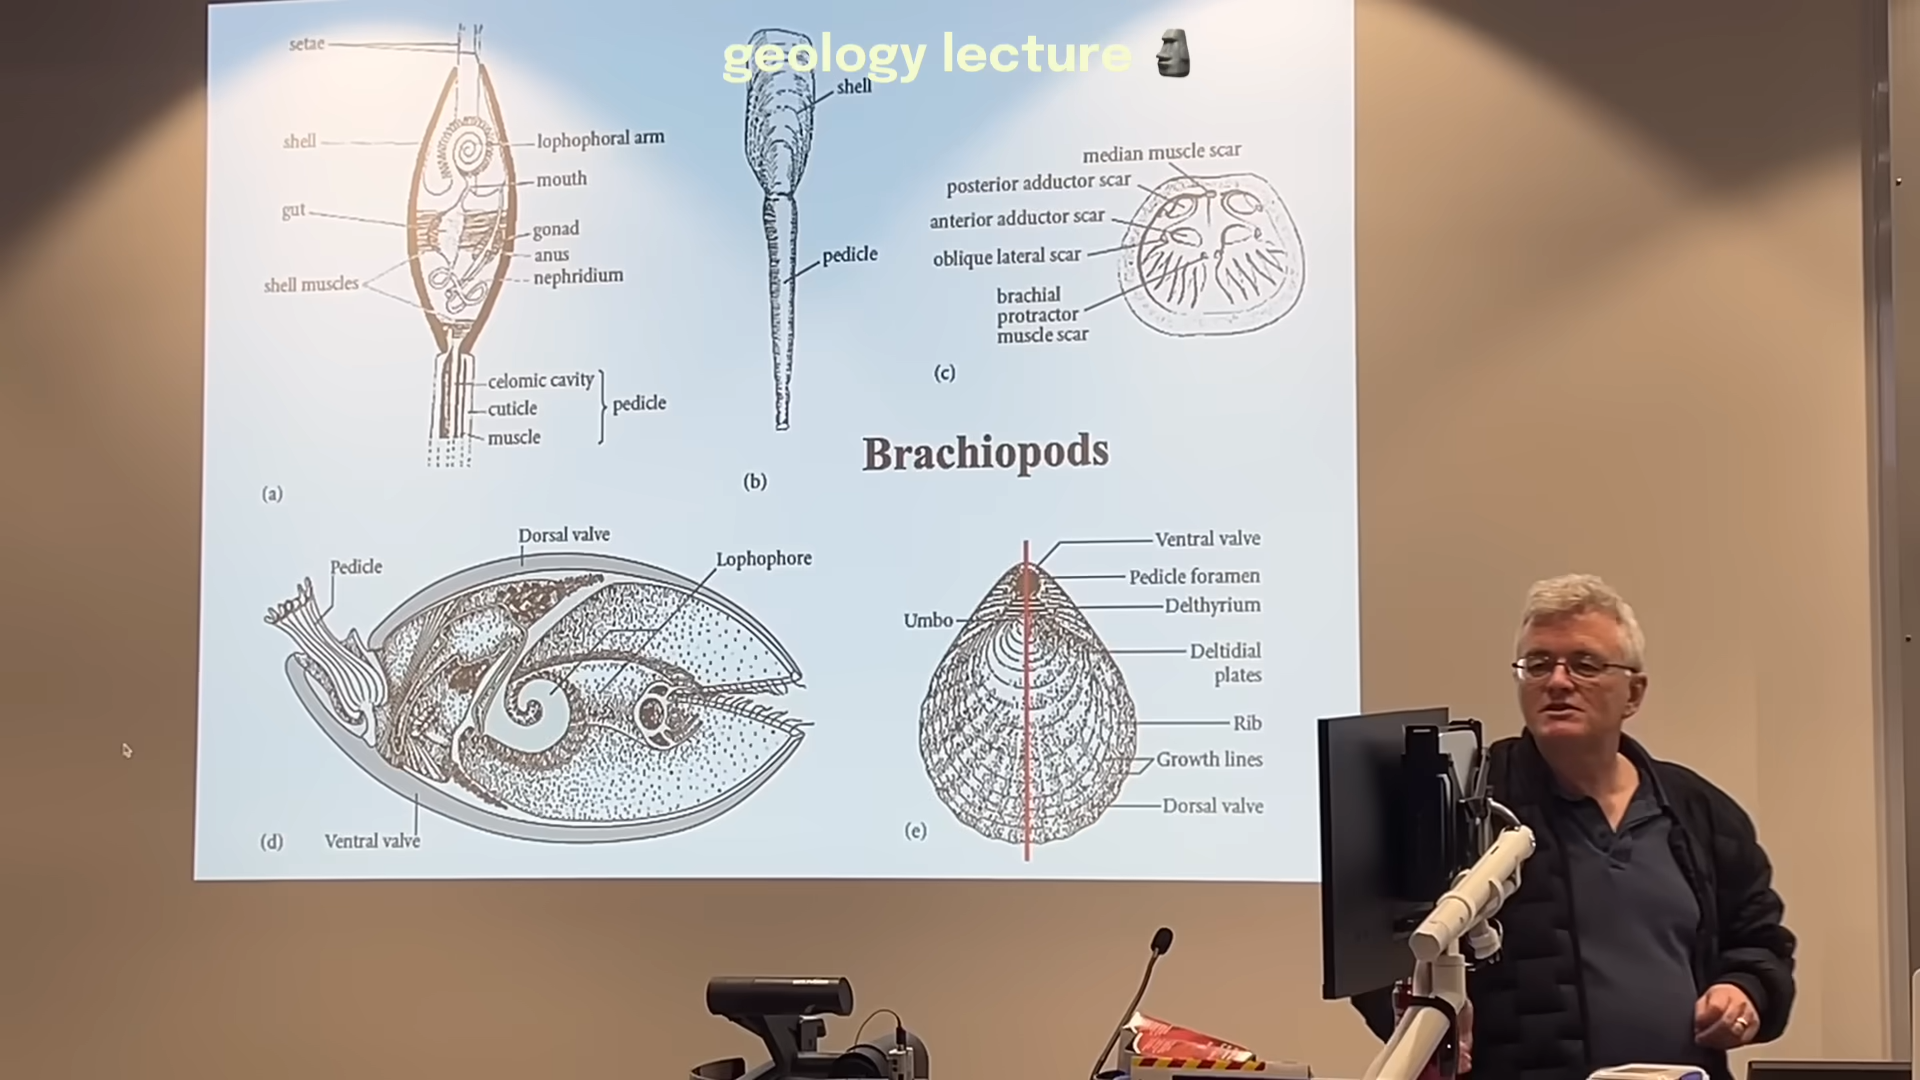 geology lecture 🗿
setae
shell
lophophoral arm
mouth
gut
gonad
anus
nephridium
shell muscles
celomic cavity
cuticle
muscle
pedicle
(a)
shell
pedicle
(b)
median muscle scar
posterior adductor scar
anterior adductor scar
oblique lateral scar
brachial
protractor
muscle scar
(c)
Brachiopods
Pedicle
Dorsal valve
Lophophore
(d)
Ventral valve
Ventral valve
Pedicle foramen
Delthyrium
Umbo
Deltidial
plates
Rib
Growth lines
Dorsal valve
(e)